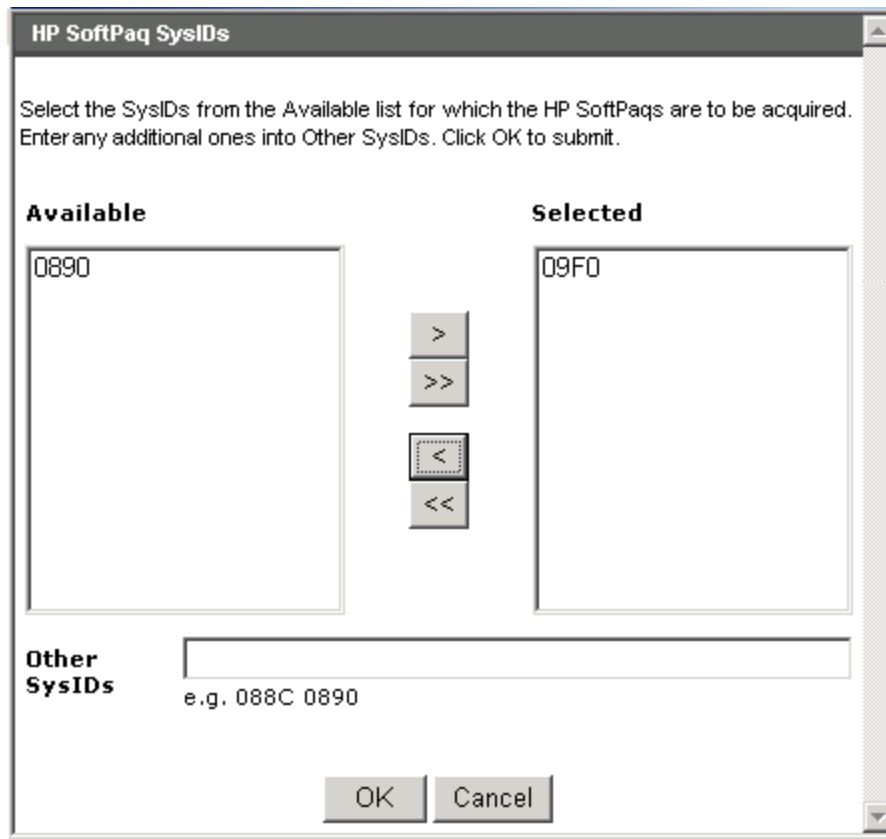 HP SoftPaq SysIDs
Select the SysIDs from the Available list for which the HP SoftPaqs are to be acquired.
Enter any additional ones into Other SysIDs. Click OK to submit.
Available
Selected
0890
09F0
>
>>
<
<<
Other
SysIDs
e.g. 088C 0890
OK
Cancel